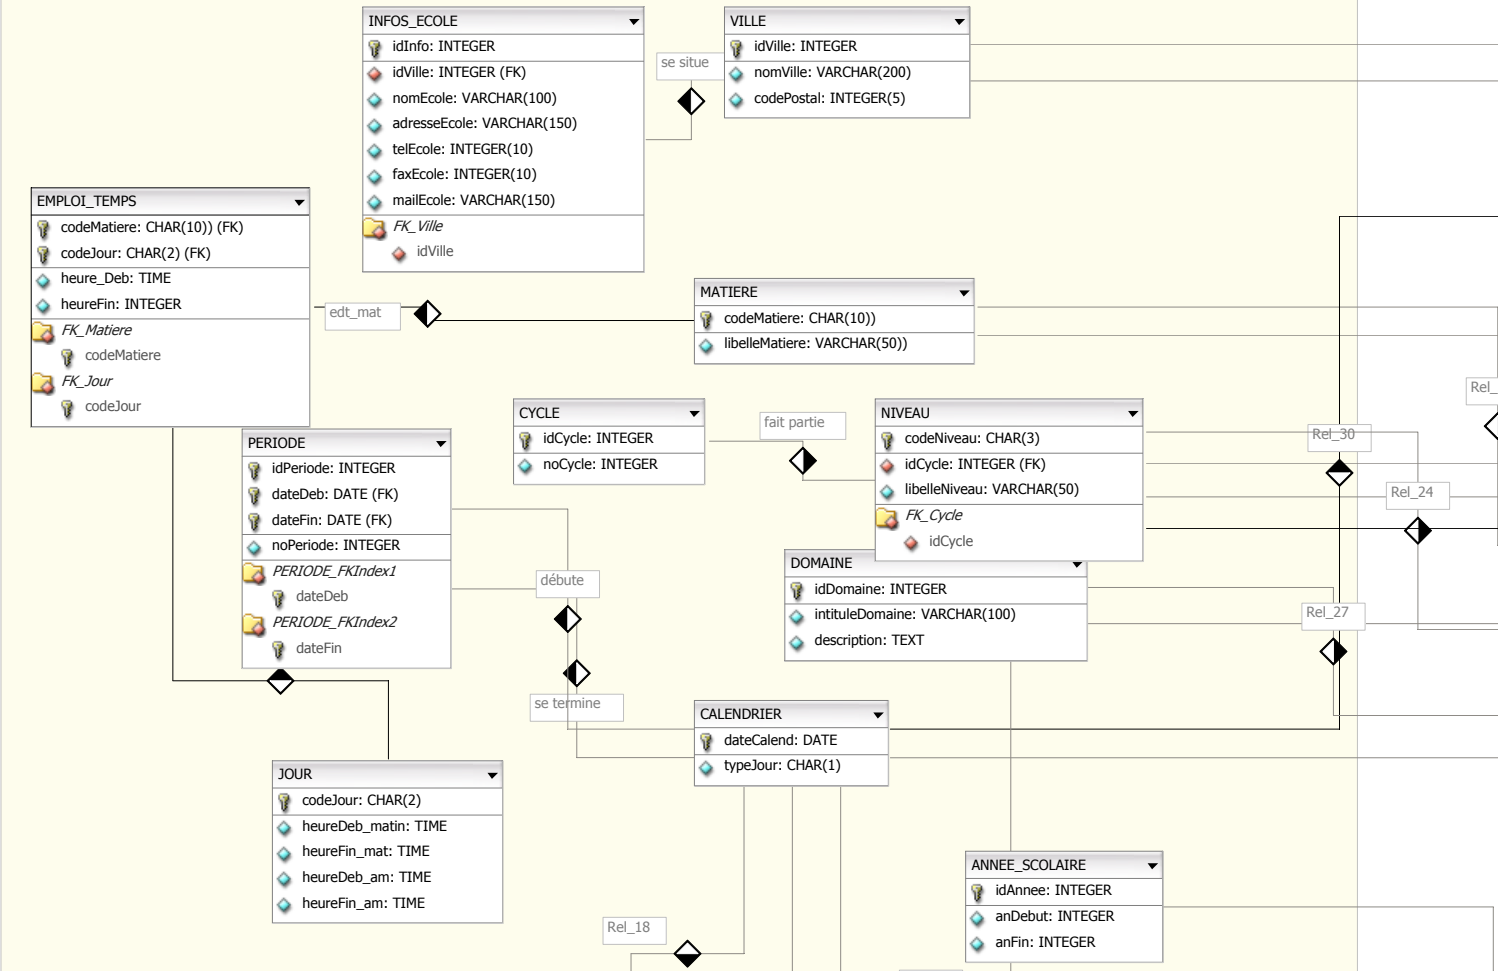 INFOS_ECOLE
idInfo: INTEGER
idVille: INTEGER (FK)
nomEcole: VARCHAR(100)
adresseEcole: VARCHAR(150)
telEcole: INTEGER(10)
faxEcole: INTEGER(10)
mailEcole: VARCHAR(150)
FK_Ville
idVille
se situe
VILLE
idVille: INTEGER
nomVille: VARCHAR(200)
codePostal: INTEGER(5)
EMPLOI_TEMPS
codeMatiere: CHAR(10)) (FK)
codeJour: CHAR(2) (FK)
heure_Deb: TIME
heureFin: INTEGER
FK_Matiere
codeMatiere
FK_Jour
codeJour
edt_mat
MATIERE
codeMatiere: CHAR(10))
libelleMatiere: VARCHAR(50))
CYCLE
idCycle: INTEGER
noCycle: INTEGER
fait partie
NIVEAU
codeNiveau: CHAR(3)
idCycle: INTEGER (FK)
libelleNiveau: VARCHAR(50)
FK_Cycle
idCycle
Rel_
Rel_30
Rel_24
PERIODE
idPeriode: INTEGER
dateDeb: DATE (FK)
dateFin: DATE (FK)
noPeriode: INTEGER
PERIODE_FKIndex1
dateDeb
PERIODE_FKIndex2
dateFin
débute
se termine
DOMAINE
idDomaine: INTEGER
intituleDomaine: VARCHAR(100)
description: TEXT
Rel_27
CALENDRIER
dateCalend: DATE
typeJour: CHAR(1)
JOUR
codeJour: CHAR(2)
heureDeb_matin: TIME
heureFin_mat: TIME
heureDeb_am: TIME
heureFin_am: TIME
ANNEE_SCOLAIRE
idAnnee: INTEGER
anDebut: INTEGER
anFin: INTEGER
Rel_18